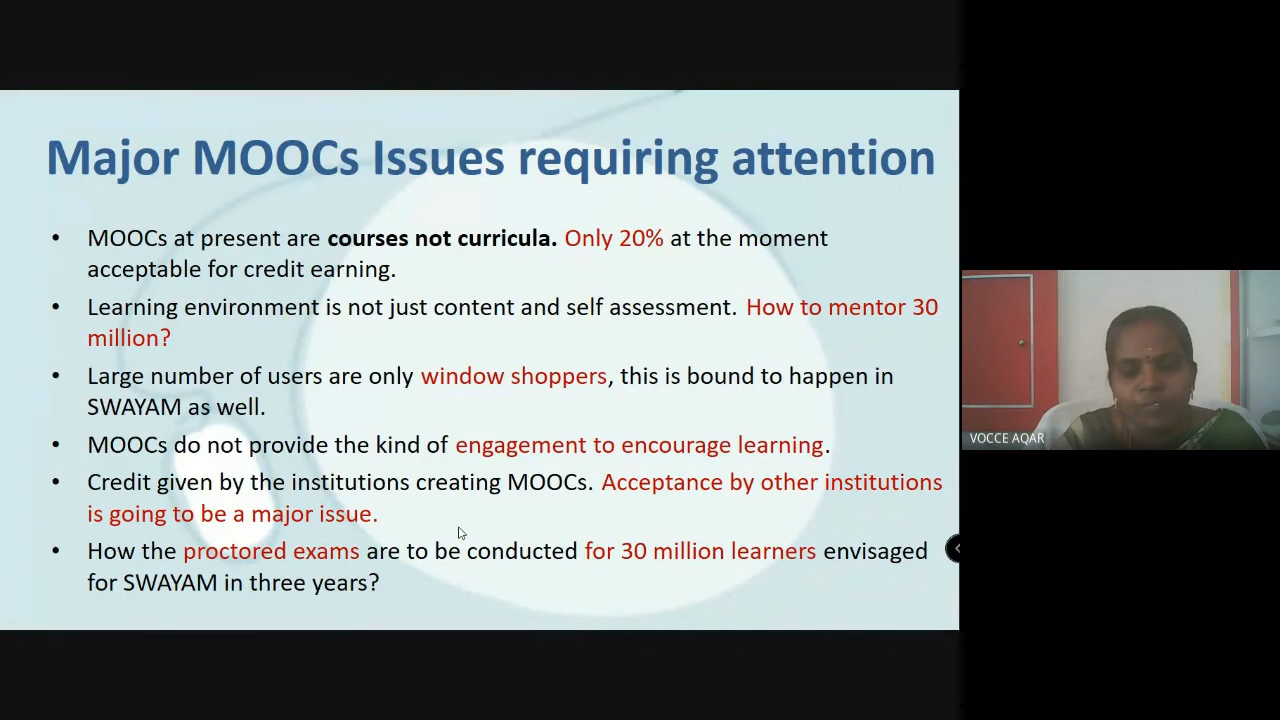 Major MOOCs Issues requiring attention
• MOOCs at present are courses not curricula. Only 20% at the moment
acceptable for credit earning.
• Learning environment is not just content and self assessment. How to mentor 30
million?
• Large number of users are only window shoppers, this is bound to happen in
SWAYAM as well.
• MOOCs do not provide the kind of engagement to encourage learning.
• Credit given by the institutions creating MOOCs. Acceptance by other institutions
is going to be a major issue.
• How the proctored exams are to be conducted for 30 million learners envisaged
for SWAYAM in three years?
VOCCE AQAR